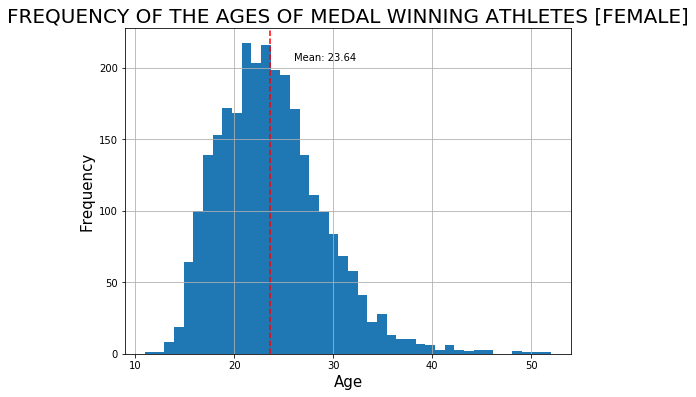 FREQUENCY OF THE AGES OF MEDAL WINNING ATHLETES [FEMALE]
Mean: 23.64
200
150
100
50
0
Frequency
10 20 30 40 50
Age